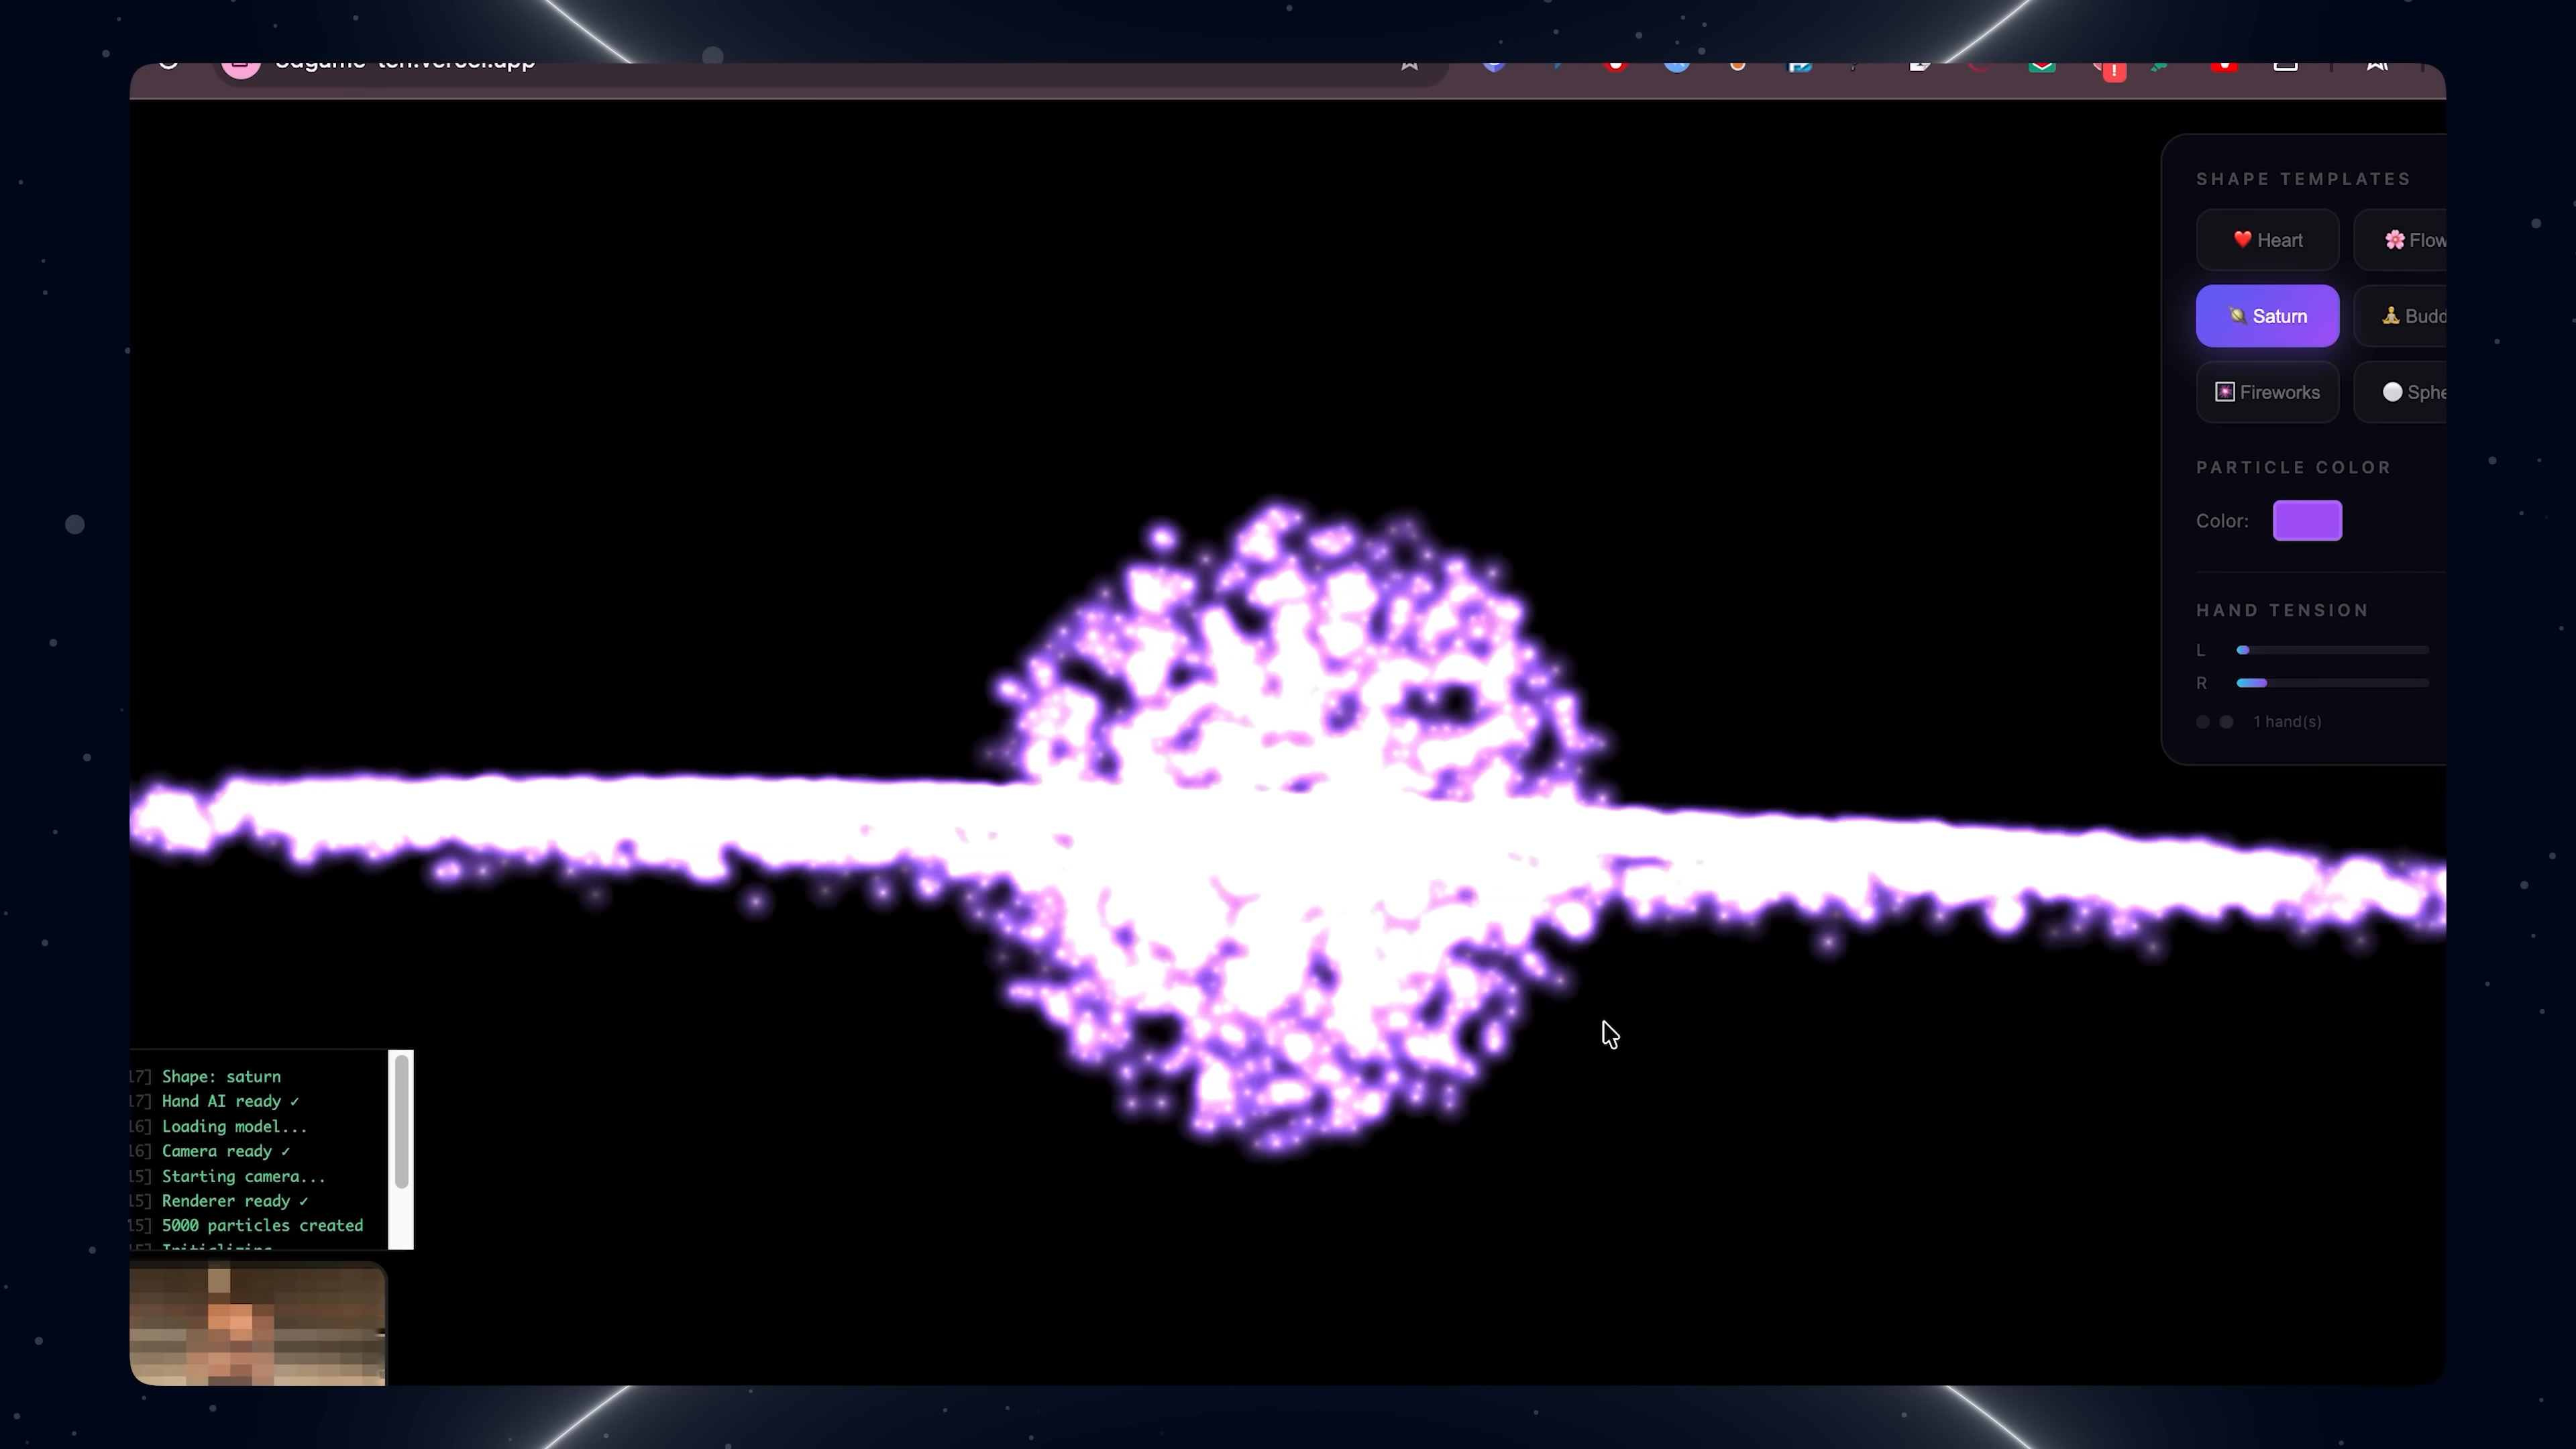 SHAPE TEMPLATES
❤️ Heart
🌸 Flow
🪐 Saturn
🧘 Budd
🎆 Fireworks
⚪ Sphe
PARTICLE COLOR
Color:
HAND TENSION
L
R
1 hand(s)
17] Shape: saturn
17] Hand AI ready ✓
16] Loading model...
16] Camera ready ✓
15] Starting camera...
15] Renderer ready ✓
15] 5000 particles created